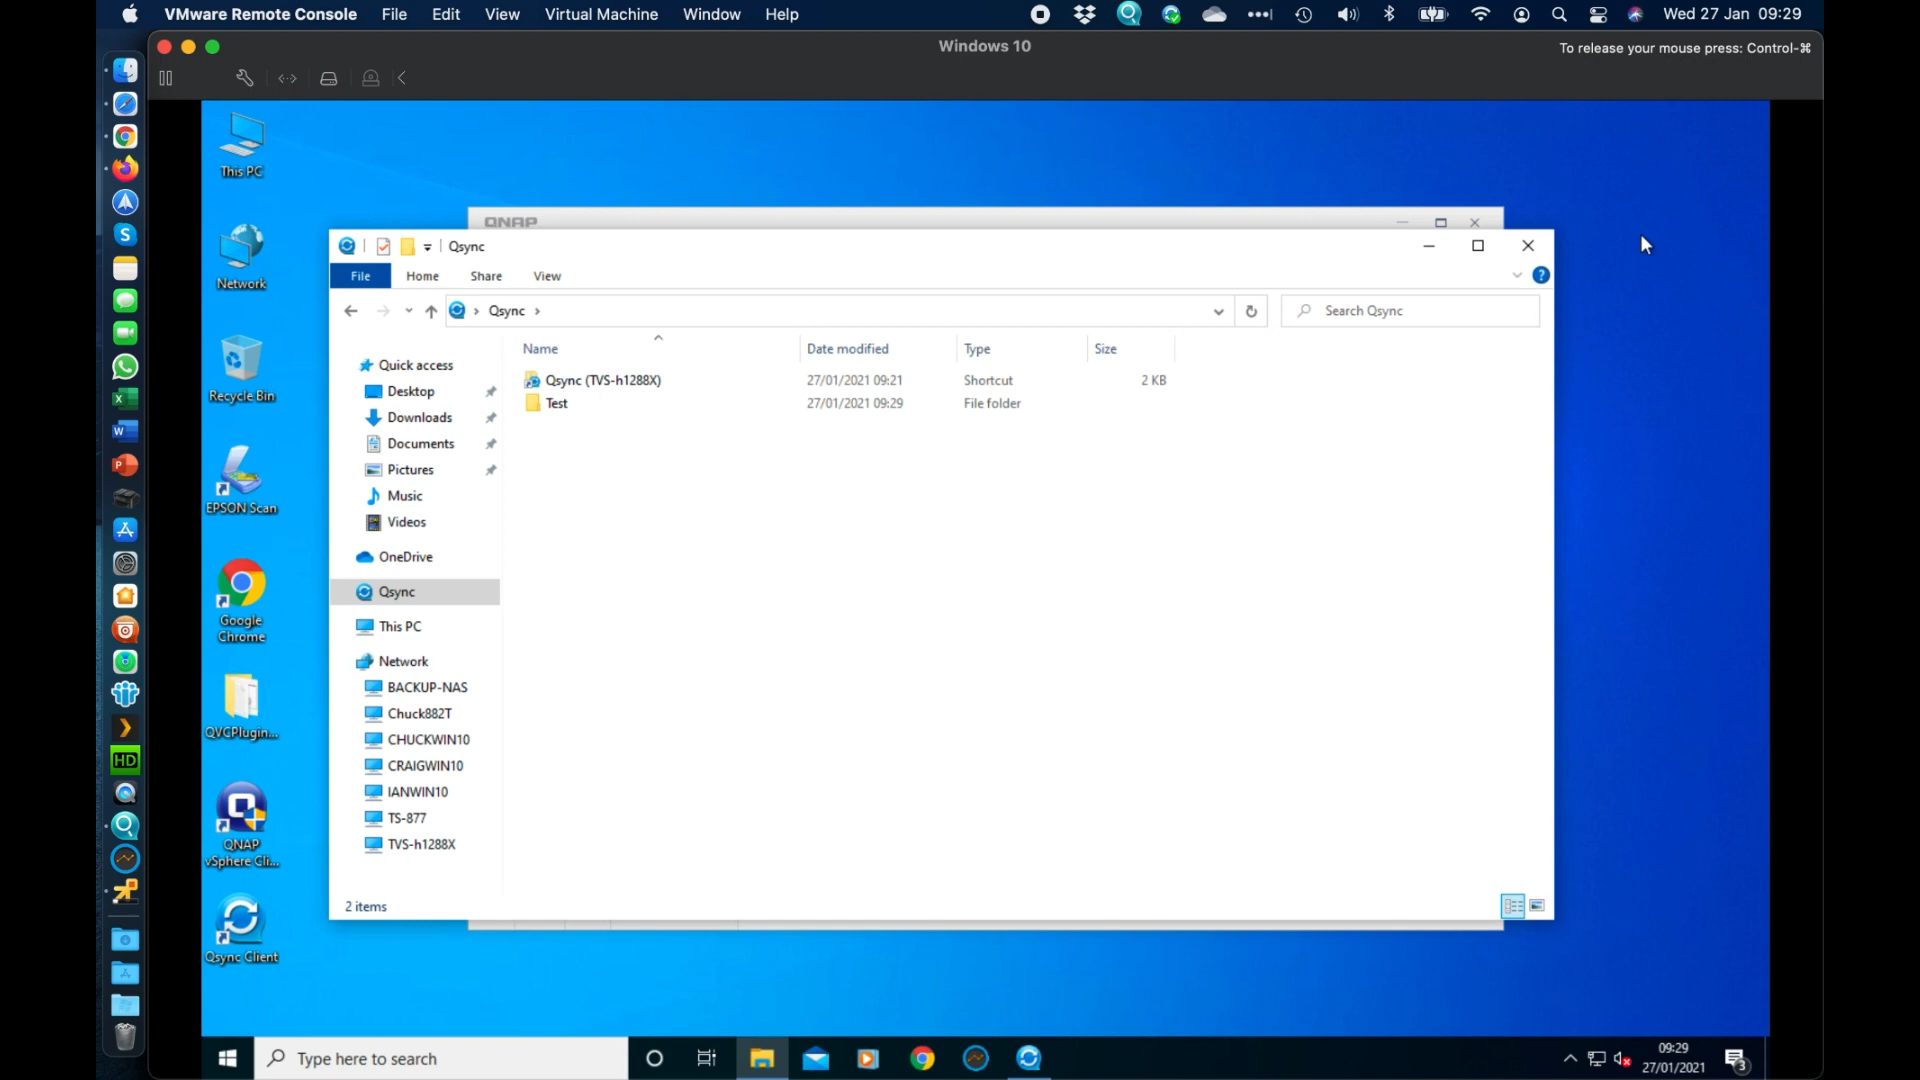 VMware Remote Console File Edit View Virtual Machine Window Help Wed 27 Jan 09:29
Windows 10
To release your mouse press: Control-⌘
This PC
QNAP
Qsync
File Home Share View
Network
Qsync
Search Qsync
Name Date modified Type Size
Quick access
Qsync (TVS-h1288X) 27/01/2021 09:21 Shortcut 2 KB
Desktop
Recycle Bin
Test 27/01/2021 09:29 File folder
Downloads
Documents
Pictures
Music
EPSON Scan
Videos
OneDrive
Qsync
Google
Chrome
This PC
Network
BACKUP-NAS
Chuck882T
QVCPlugin...
CHUCKWIN10
CRAIGWIN10
IANWIN10
TS-877
TVS-h1288X
QNAP
vSphere Cli...
2 items
Qsync Client
Type here to search
09:29
27/01/2021
3
HD